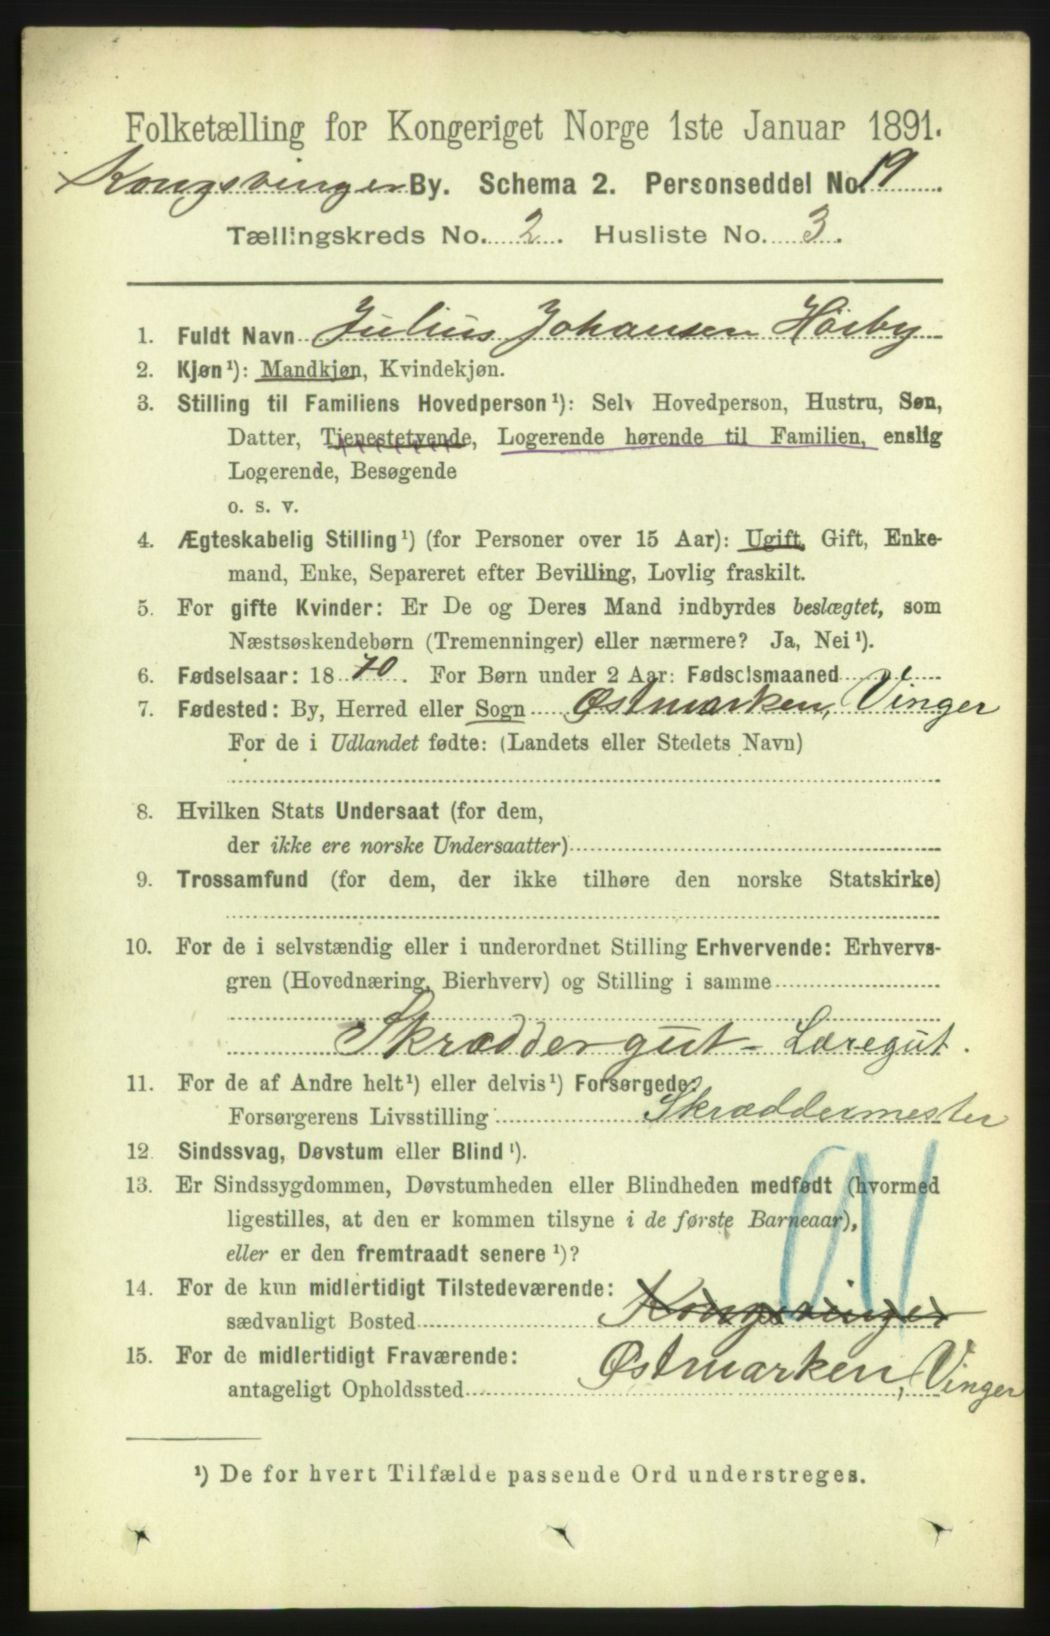 Folketælling for Kongeriget Norge 1ste Januar 1891.
Kongsvinger By. Schema 2. Personseddel No. 19.
Tællingskreds No. 2. Husliste No. 3.
1. Fuldt Navn Julius Johansen Hørby
2. Kjøn¹): Mandkjøn, Kvindekjøn.
3. Stilling til Familiens Hovedperson¹): Selv Hovedperson, Hustru, Søn,
Datter, Tjenestetyende, Logerende hørende til Familien, enslig
Logerende, Besøgende
o. s. v.
4. Ægteskabelig Stilling¹) (for Personer over 15 Aar): Ugift, Gift, Enke-
mand, Enke, Separeret efter Bevilling, Lovlig fraskilt.
5. For gifte Kvinder: Er De og Deres Mand indbyrdes beslægtet, som
Næstsøskendebørn (Tremenninger) eller nærmere? Ja, Nei¹).
6. Fødselsaar: 1870. For Børn under 2 Aar: Fødselsmaaned
7. Fødested: By, Herred eller Sogn Østmarken, Vinger
For de i Udlandet fødte: (Landets eller Stedets Navn)
8. Hvilken Stats Undersaat (for dem,
der ikke ere norske Undersaatter)
9. Trossamfund (for dem, der ikke tilhøre den norske Statskirke)
10. For de i selvstændig eller i underordnet Stilling Erhvervende: Erhvervs-
gren (Hovednæring, Bierhverv) og Stilling i samme
Skræddergut - Læregut.
11. For de af Andre helt¹) eller delvis¹) Forsørgede:
Forsørgerens Livsstilling Skræddermester
12. Sindssvag, Døvstum eller Blind¹).
13. Er Sindssygdommen, Døvstumheden eller Blindheden medfødt (hvormed
ligestilles, at den er kommen tilsyne i de første Barneaar),
eller er den fremtraadt senere¹)?
14. For de kun midlertidigt Tilstedeværende:
sædvanligt Bosted Kongsvinger
15. For de midlertidigt Fraværende:
antageligt Opholdssted Østmarken, Vinger
¹) De for hvert Tilfælde passende Ord understreges.